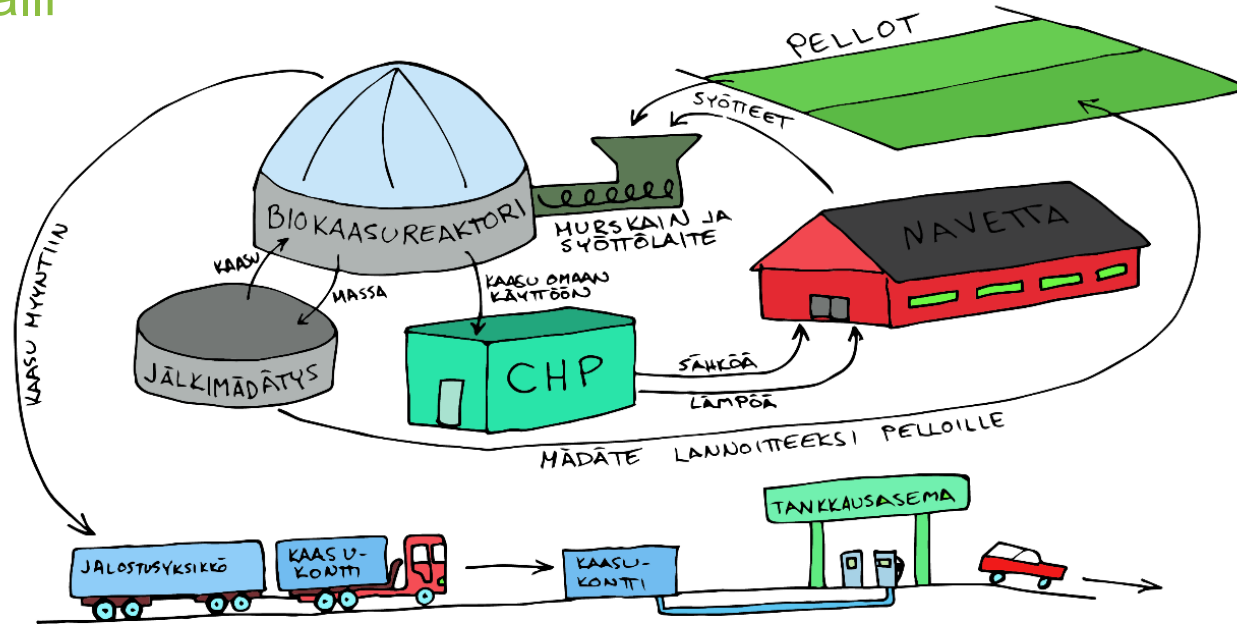 PELLOT
SYÖTTEET
BIOKAASUREAKTORI
MURSKAIN JA
SYÖTTÖLAITE
NAVETTA
KAASU
MASSA
KAASU OMAAN
KÄYTTÖÖN
KAASU MYYNTIIN
JÄLKIMÄDÄTYS
CHP
SÄHKÖÄ
LÄMPÖÄ
MÄDÄTE LANNOITTEEKSI PELLOILLE
TANKKAUSASEMA
JALOSTUSYKSIKKÖ
KAASU-
KONTTI
KAASU-
KONTTI